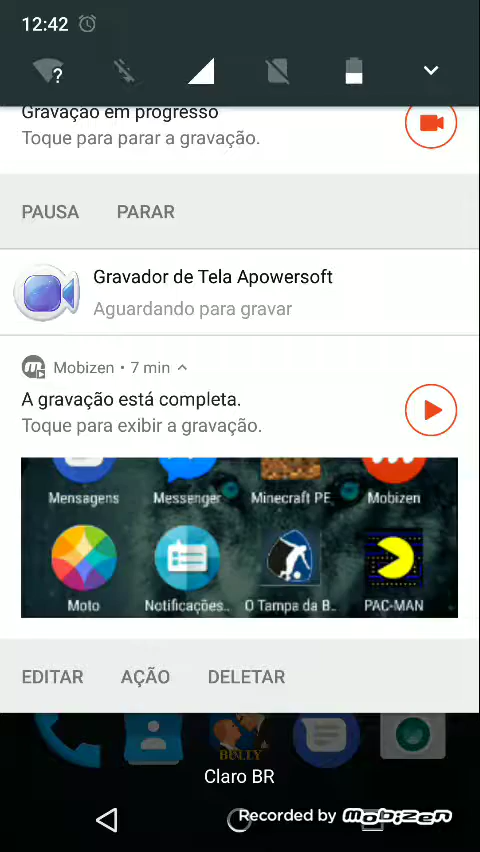 12:42
?
Gravação em progresso
Toque para parar a gravação.
PAUSA PARAR
Gravador de Tela Apowersoft
Aguardando para gravar
Mobizen • 7 min
A gravação está completa.
Toque para exibir a gravação.
Mensagens Messenger Minecraft PE Mobizen
Moto Notificações.. O Tampa da B.. PAC-MAN
EDITAR AÇÃO DELETAR
BULLY
Claro BR
Recorded by Mobizen